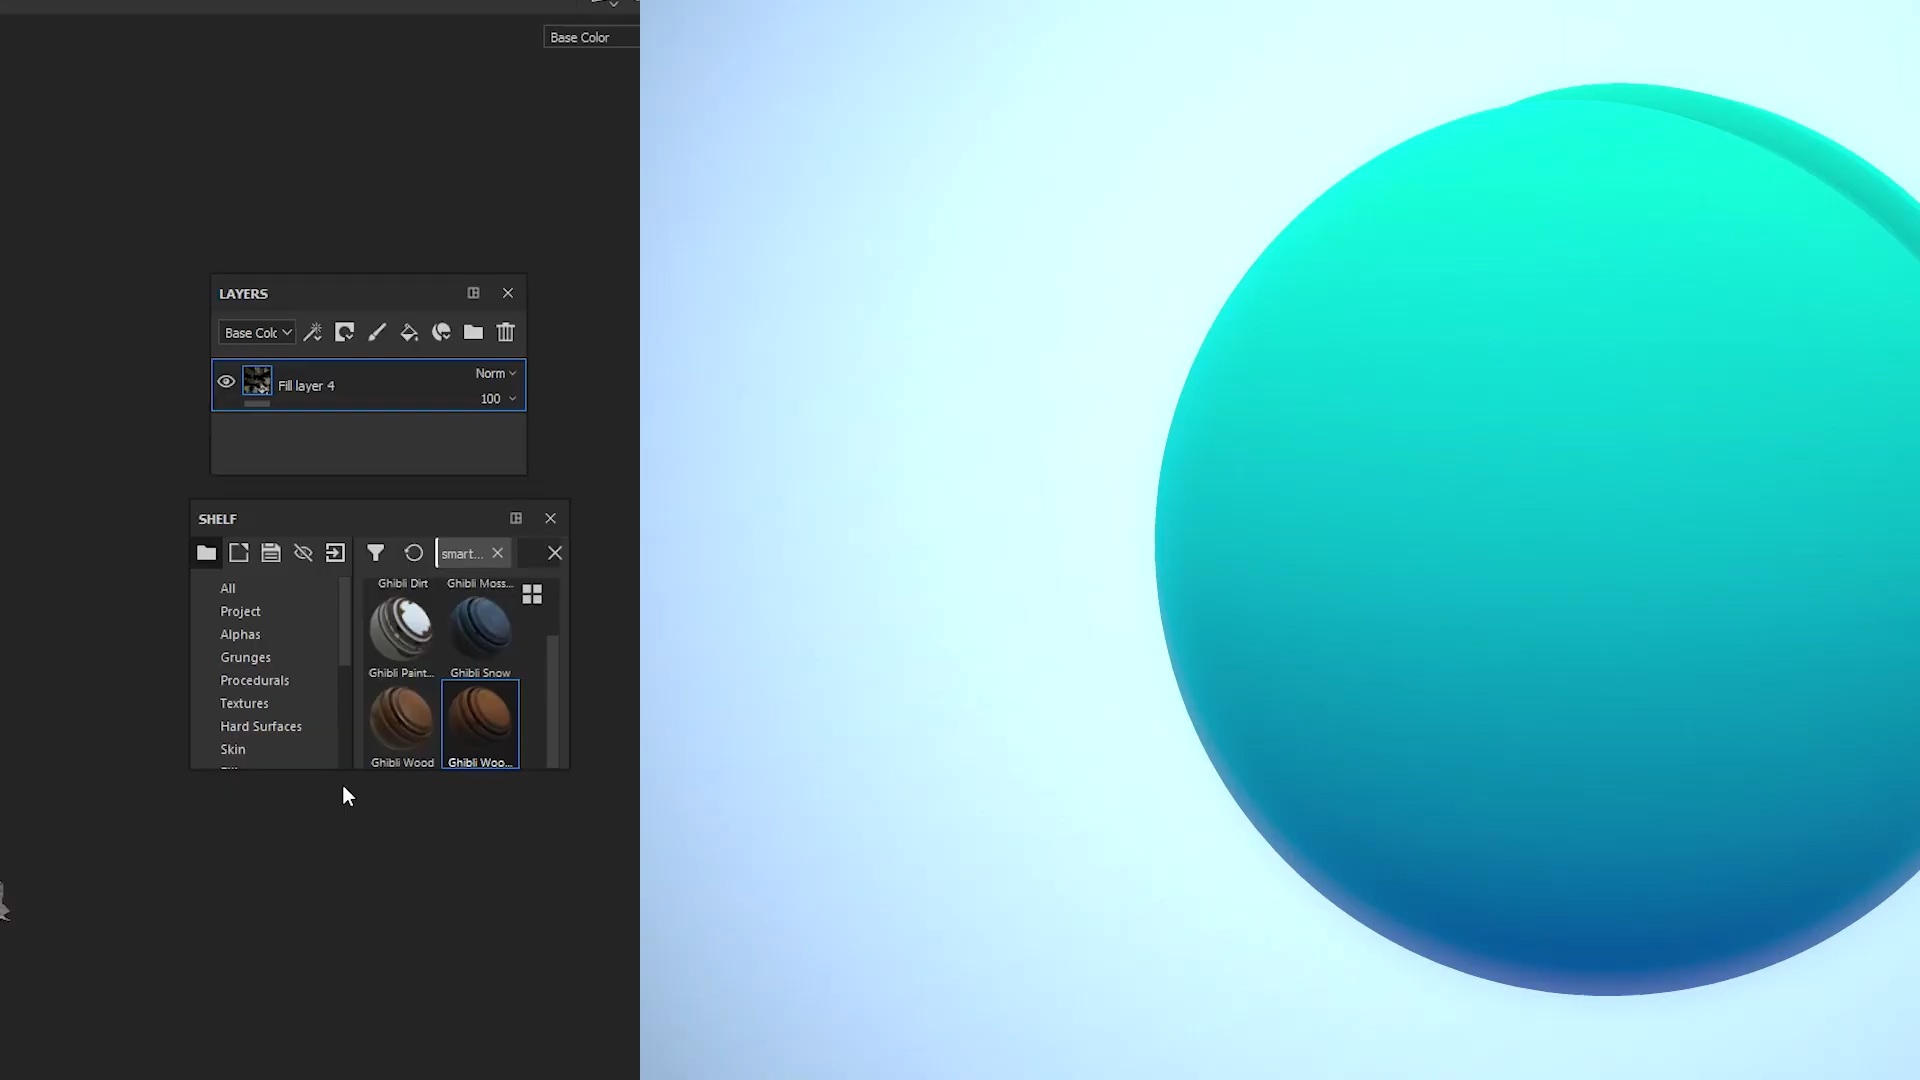 Base Color
LAYERS
Base Colc
Fill layer 4
Norm
100
SHELF
smart...
All
Project
Alphas
Grunges
Procedurals
Textures
Hard Surfaces
Skin
Ghibli Dirt
Ghibli Moss...
Ghibli Paint...
Ghibli Snow
Ghibli Wood
Ghibli Woo...